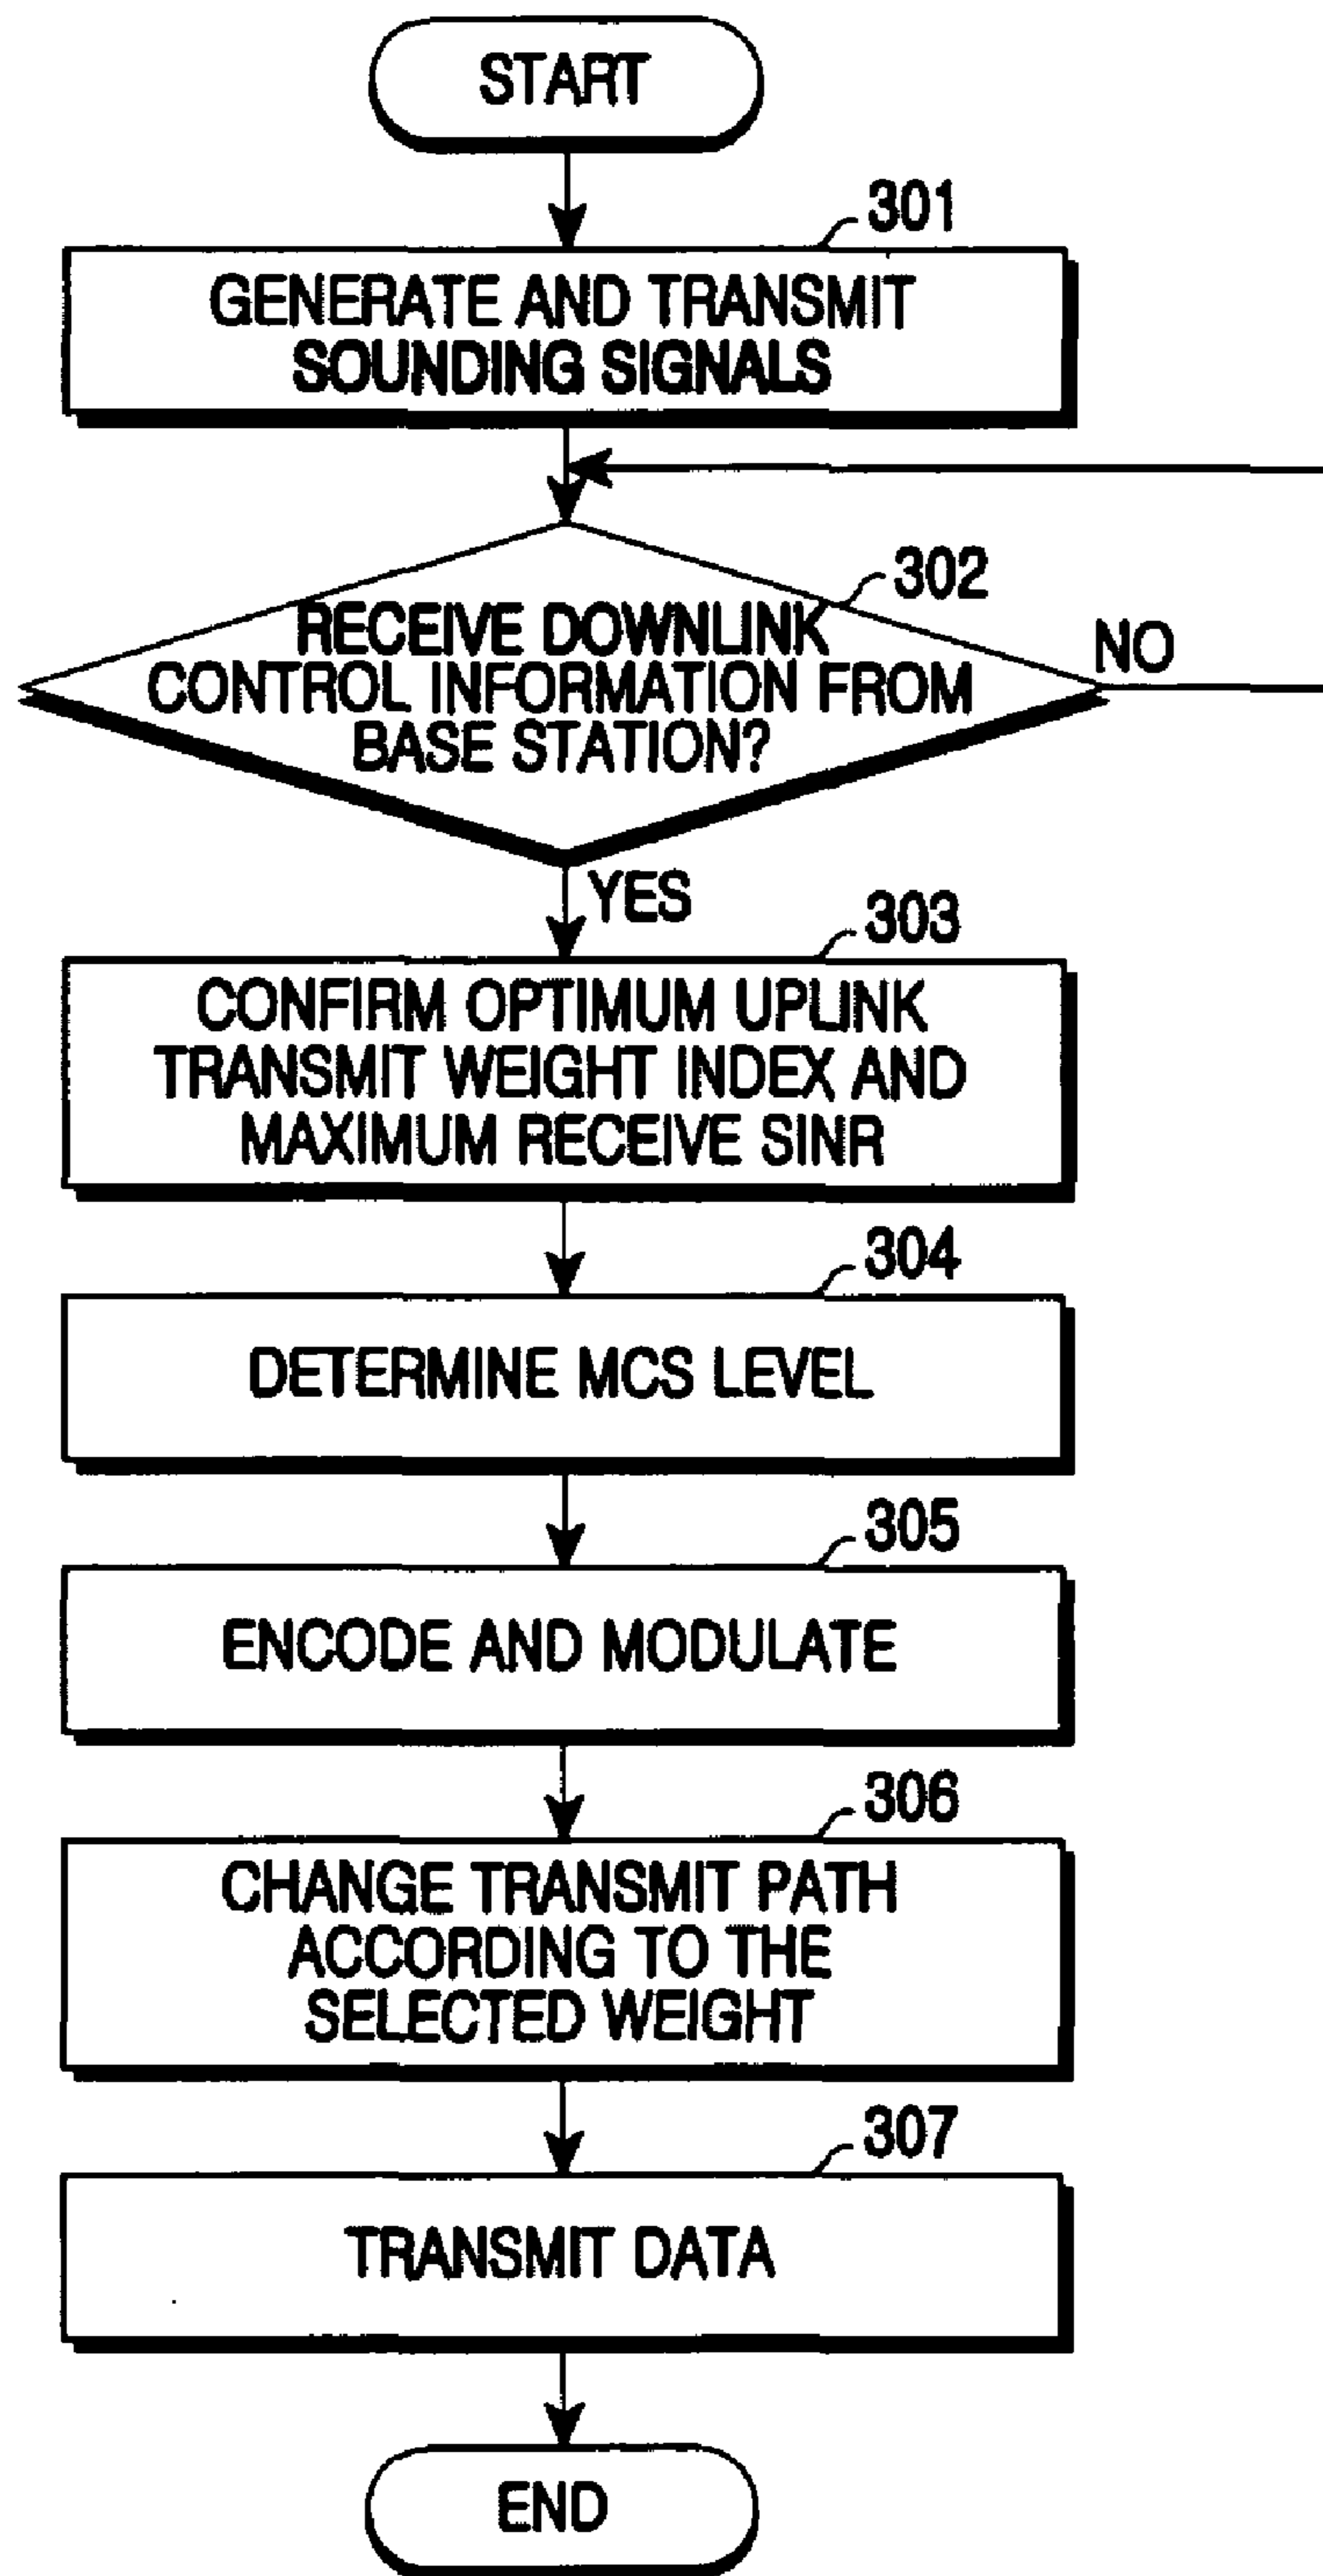 START
301
GENERATE AND TRANSMIT
SOUNDING SIGNALS
302
RECEIVE DOWNLINK
CONTROL INFORMATION FROM
BASE STATION?
NO
YES
303
CONFIRM OPTIMUM UPLINK
TRANSMIT WEIGHT INDEX AND
MAXIMUM RECEIVE SINR
304
DETERMINE MCS LEVEL
305
ENCODE AND MODULATE
306
CHANGE TRANSMIT PATH
ACCORDING TO THE
SELECTED WEIGHT
307
TRANSMIT DATA
END